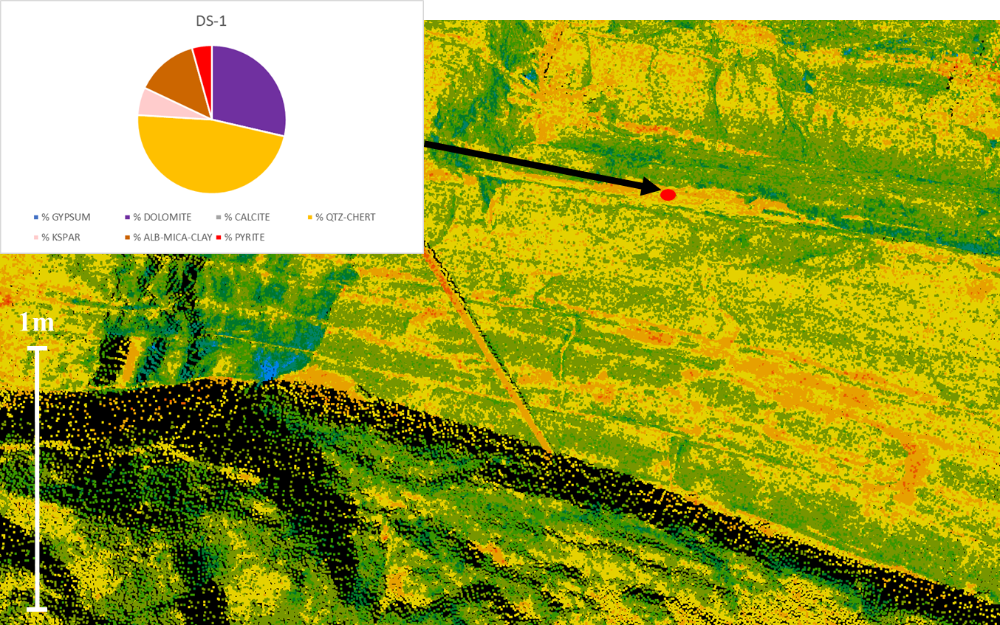 DS-1
% GYPSUM % DOLOMITE % CALCITE % QTZ-CHERT
% KSPAR % ALB-MICA-CLAY % PYRITE
1m